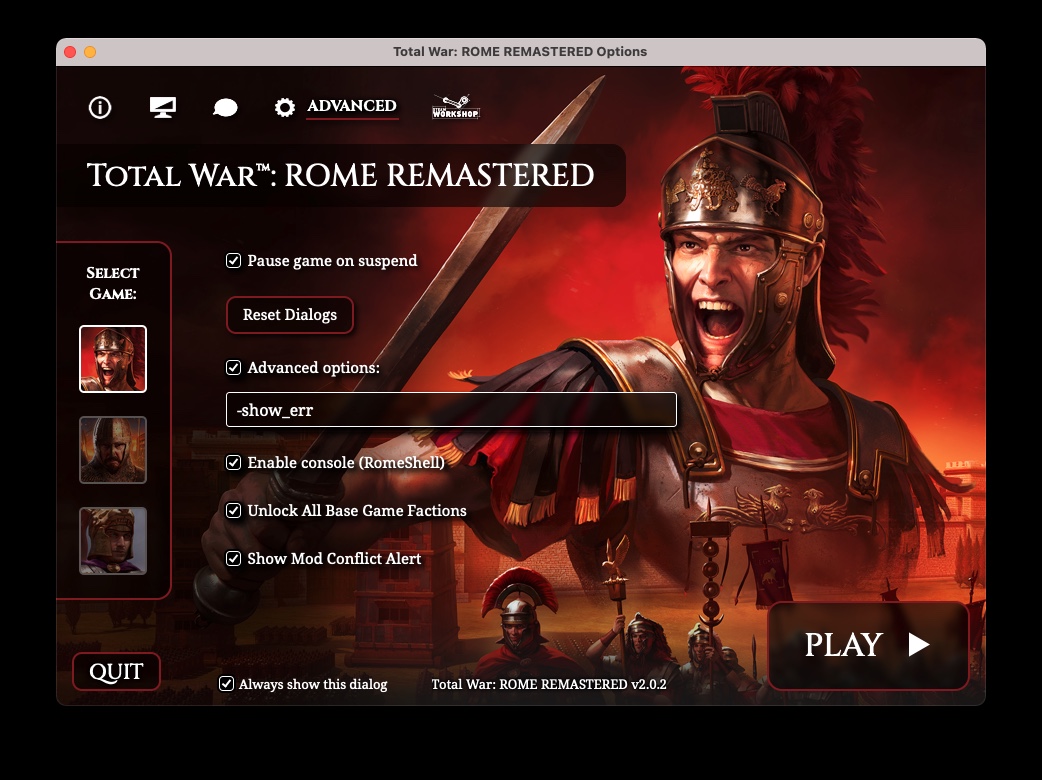 Total War: ROME REMASTERED Options
ADVANCED
STEAM WORKSHOP
TOTAL WAR™: ROME REMASTERED
SELECT
GAME:
Pause game on suspend
Reset Dialogs
Advanced options:
-show_err
Enable console (RomeShell)
Unlock All Base Game Factions
Show Mod Conflict Alert
PLAY
QUIT
Always show this dialog
Total War: ROME REMASTERED v2.0.2